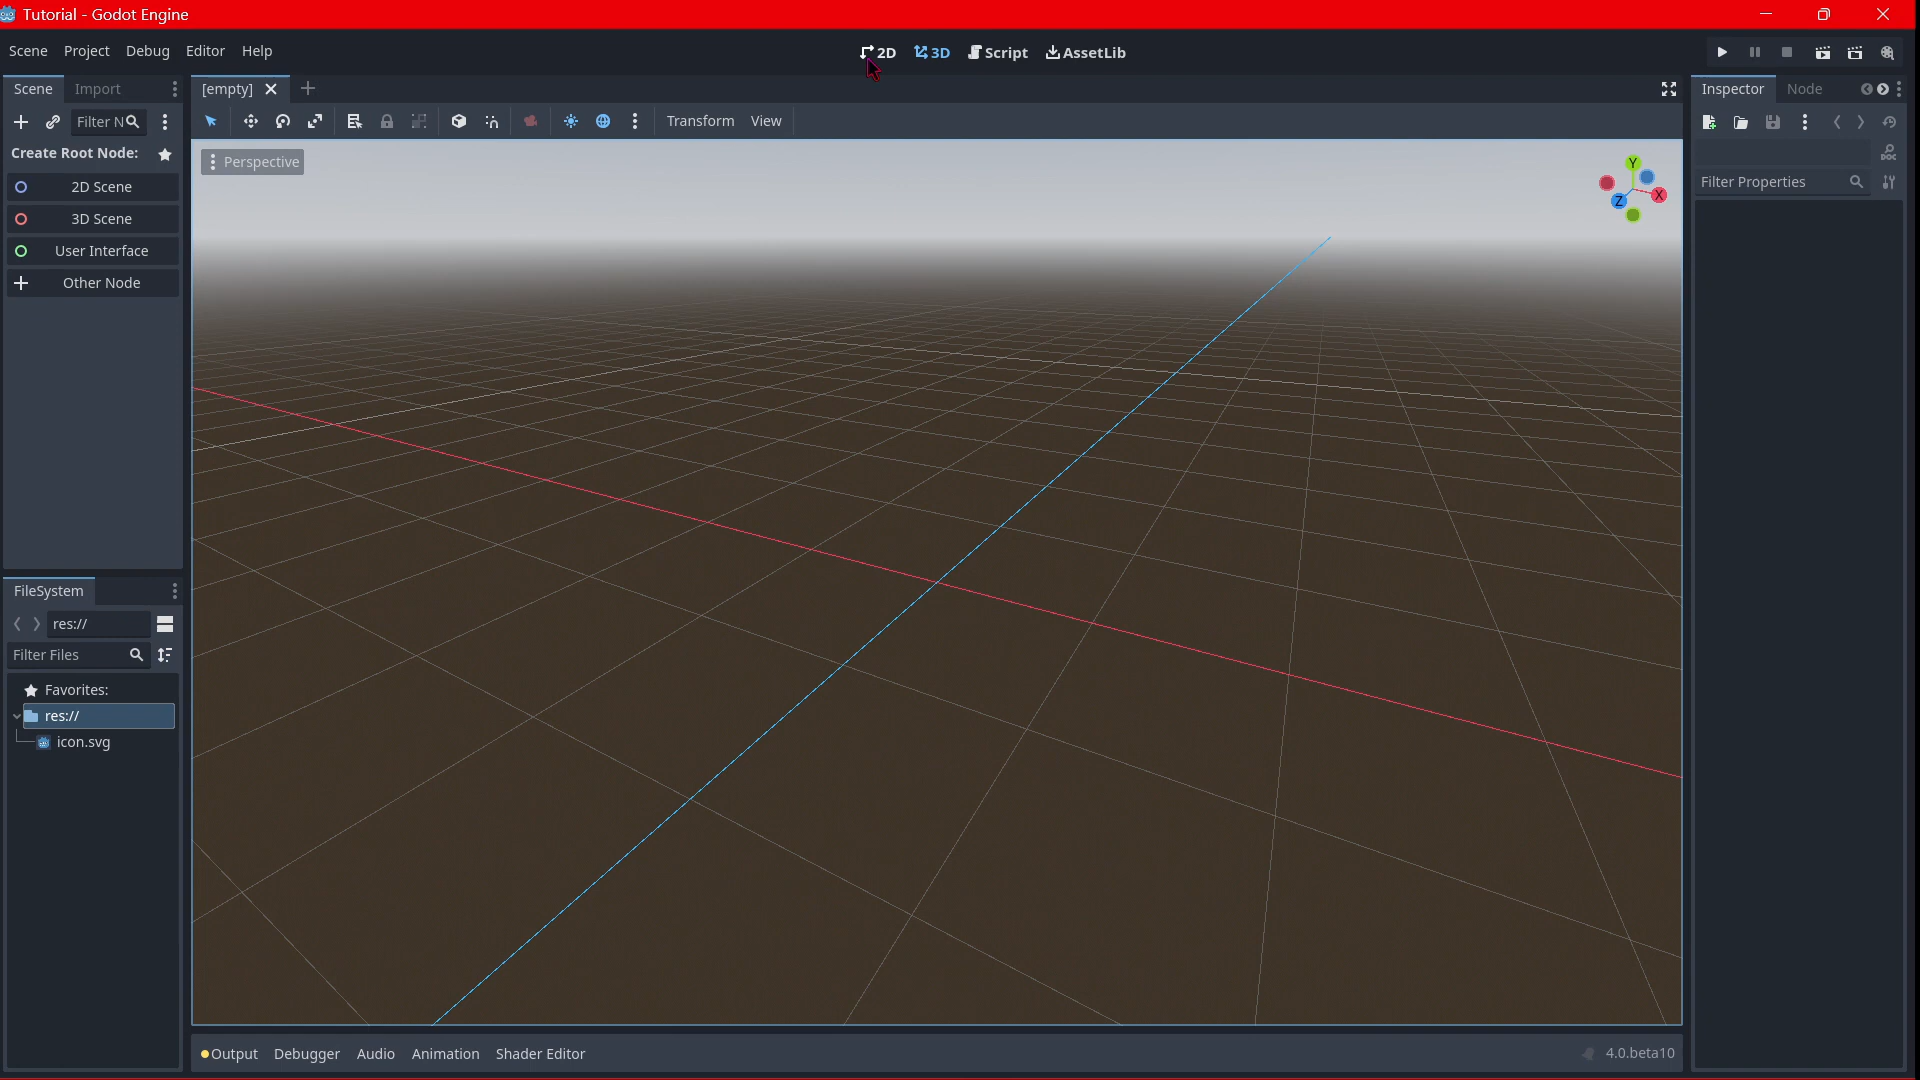 Tutorial - Godot Engine
Scene Project Debug Editor Help
2D 3D Script AssetLib
Scene Import
[empty]
Inspector Node
Filter N
Transform View
Create Root Node:
Perspective
Y
X
Z
DOC
Filter Properties
2D Scene
3D Scene
User Interface
Other Node
FileSystem
res://
Filter Files
Favorites:
res://
icon.svg
Output Debugger Audio Animation Shader Editor
4.0.beta10